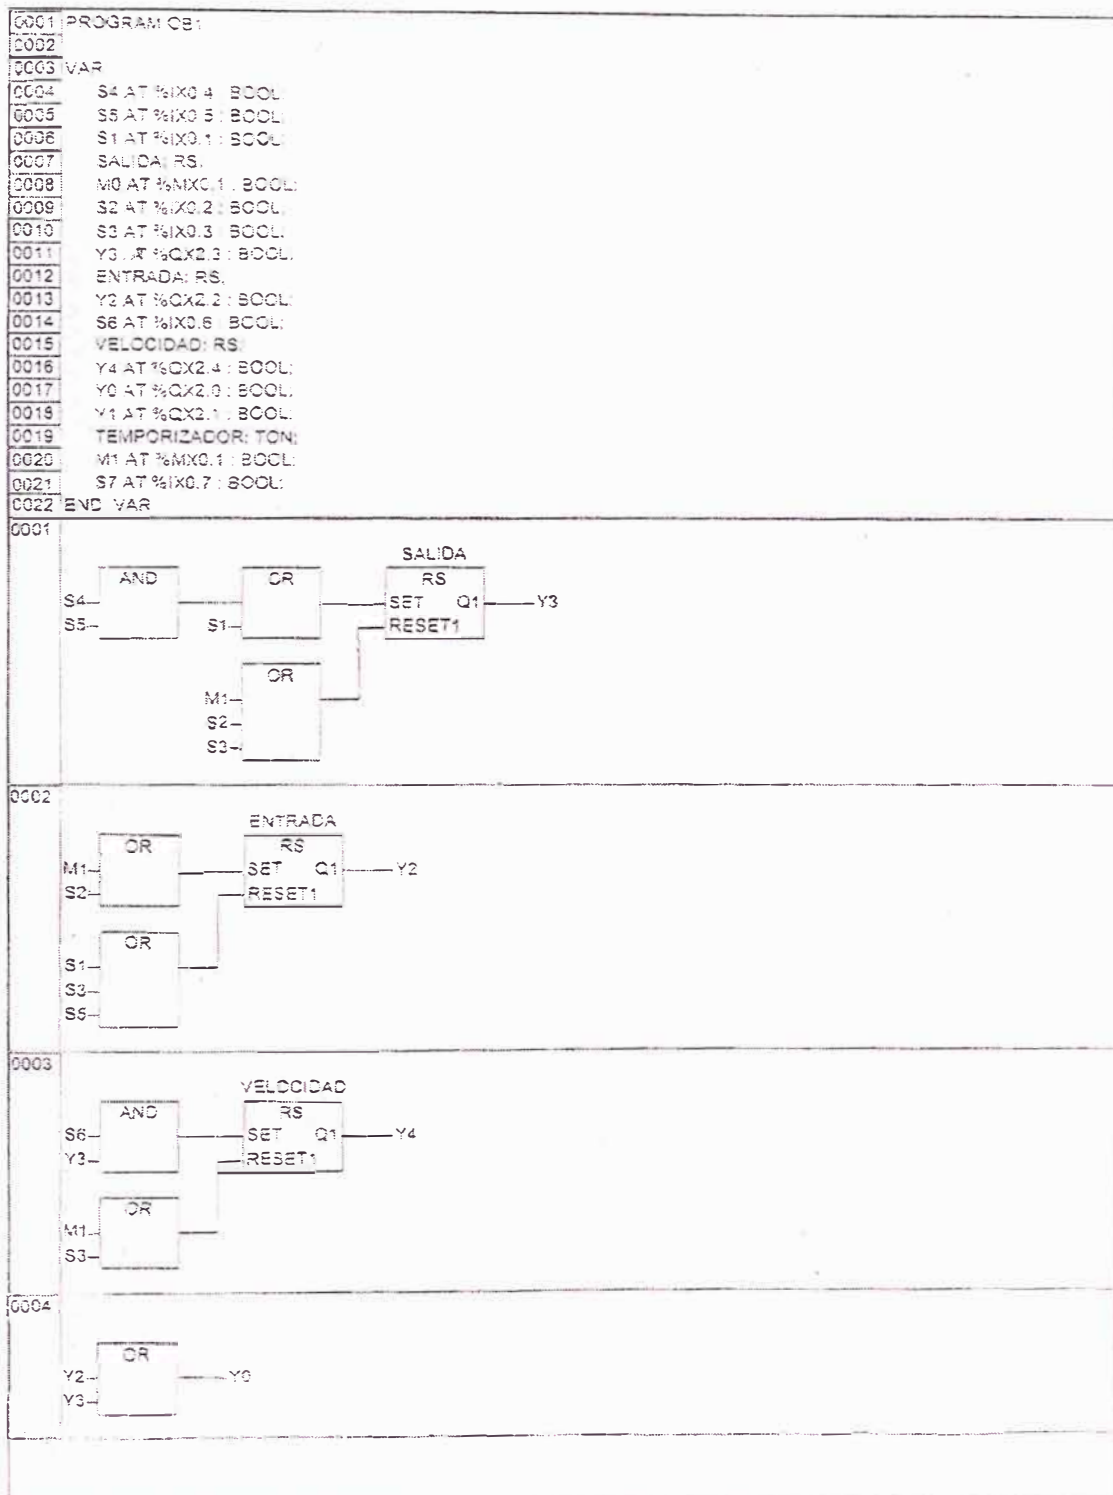 0001 PROGRAM CB1
0002
0003 VAR
0004 S4 AT %IX0.4 : BOOL;
0005 S5 AT %IX0.5 : BOOL;
0006 S1 AT %IX0.1 : BOOL;
0007 SALIDA: RS;
0008 M0 AT %MX0.1 : BOOL;
0009 S2 AT %IX0.2 : BOOL;
0010 S3 AT %IX0.3 : BOOL;
0011 Y3 AT %QX2.3 : BOOL;
0012 ENTRADA: RS;
0013 Y2 AT %QX2.2 : BOOL;
0014 S6 AT %IX0.6 : BOOL;
0015 VELOCIDAD: RS;
0016 Y4 AT %QX2.4 : BOOL;
0017 Y0 AT %QX2.0 : BOOL;
0018 Y1 AT %QX2.1 : BOOL;
0019 TEMPORIZADOR: TON;
0020 M1 AT %MX0.1 : BOOL;
0021 S7 AT %IX0.7 : BOOL;
0022 END_VAR
0001
SALIDA
AND OR RS
S4 SET Q1 Y3
S5 S1 RESET1
OR
M1
S2
S3
0002
ENTRADA
OR RS
M1 SET Q1 Y2
S2 RESET1
OR
S1
S3
S5
0003
VELOCIDAD
AND RS
S6 SET Q1 Y4
Y3 RESET1
OR
M1
S3
0004
OR
Y2 Y0
Y3